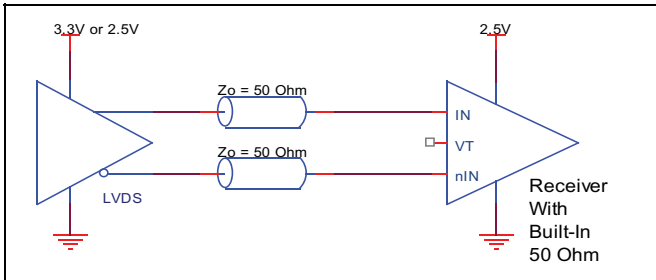 3.3V or 2.5V
2.5V
Zo = 50 Ohm
IN
VT
Zo = 50 Ohm
nIN
LVDS
Receiver
With
Built-In
50 Ohm